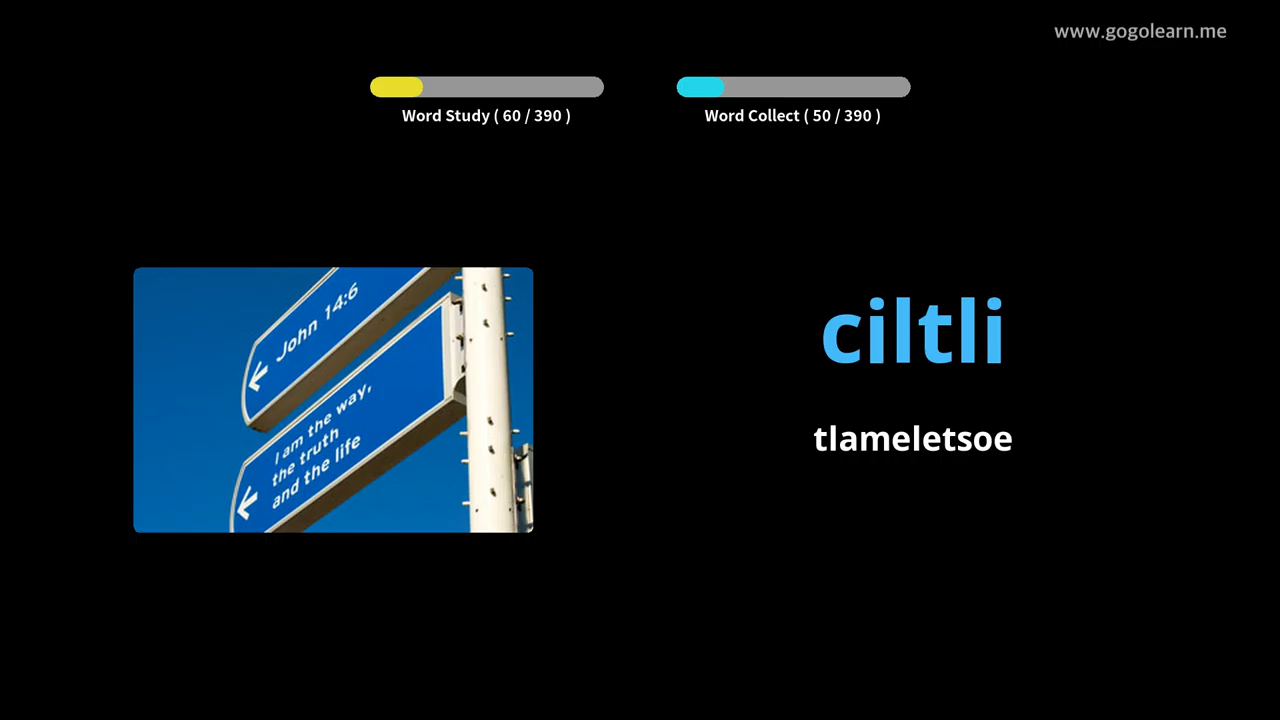 www.gogolearn.me
Word Study ( 60 / 390 )
Word Collect ( 50 / 390 )
John 14:6
I am the way,
the truth
and the life
ciltli
tlameletsoe